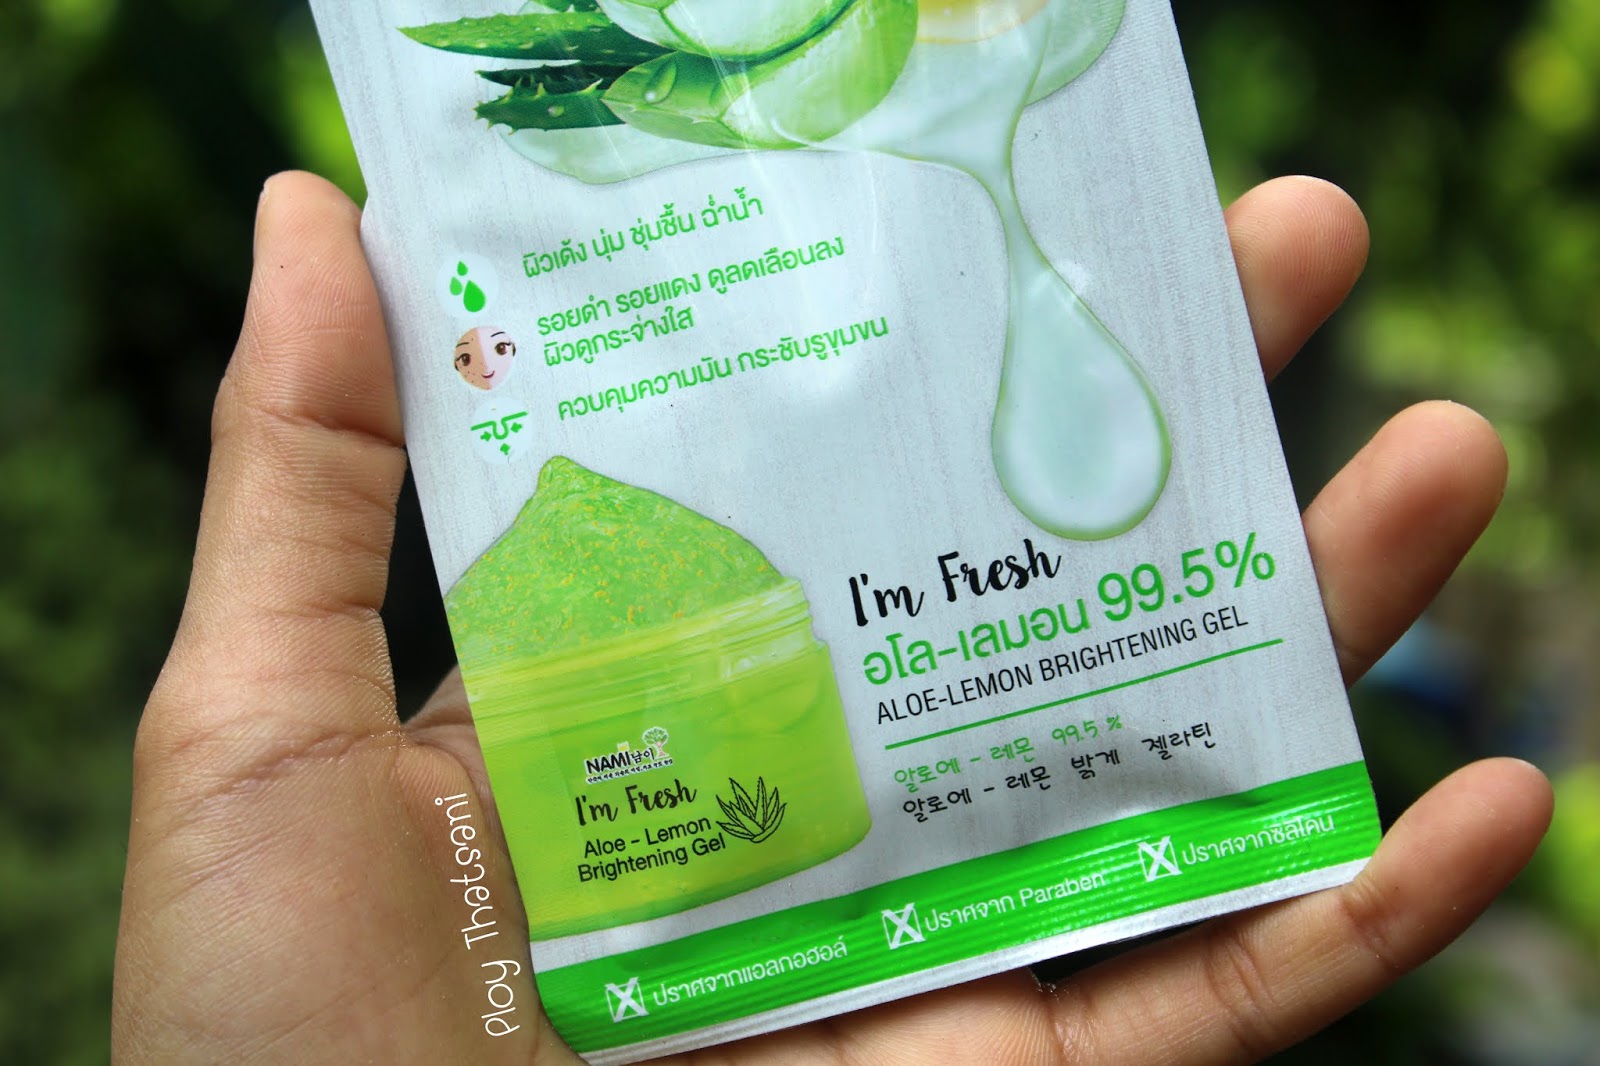 ผิวเด้ง นุ่ม ชุ่มชื้น ฉ่ำน้ำ
รอยดำ รอยแดง ดูลดเลือนลง
ผิวดูกระจ่างใส
ควบคุมความมัน กระชับรูขุมขน
I'm Fresh
อโล-เลมอน 99.5%
ALOE-LEMON BRIGHTENING GEL
알로에 - 레몬 99.5%
알로에 - 레몬 밝게 젤라틴
NAMI 남이
I'm Fresh
Aloe - Lemon
Brightening Gel
ปราศจากแอลกอฮอล์
ปราศจาก Paraben
ปราศจากซิลิโคน
Ploy Thetsani